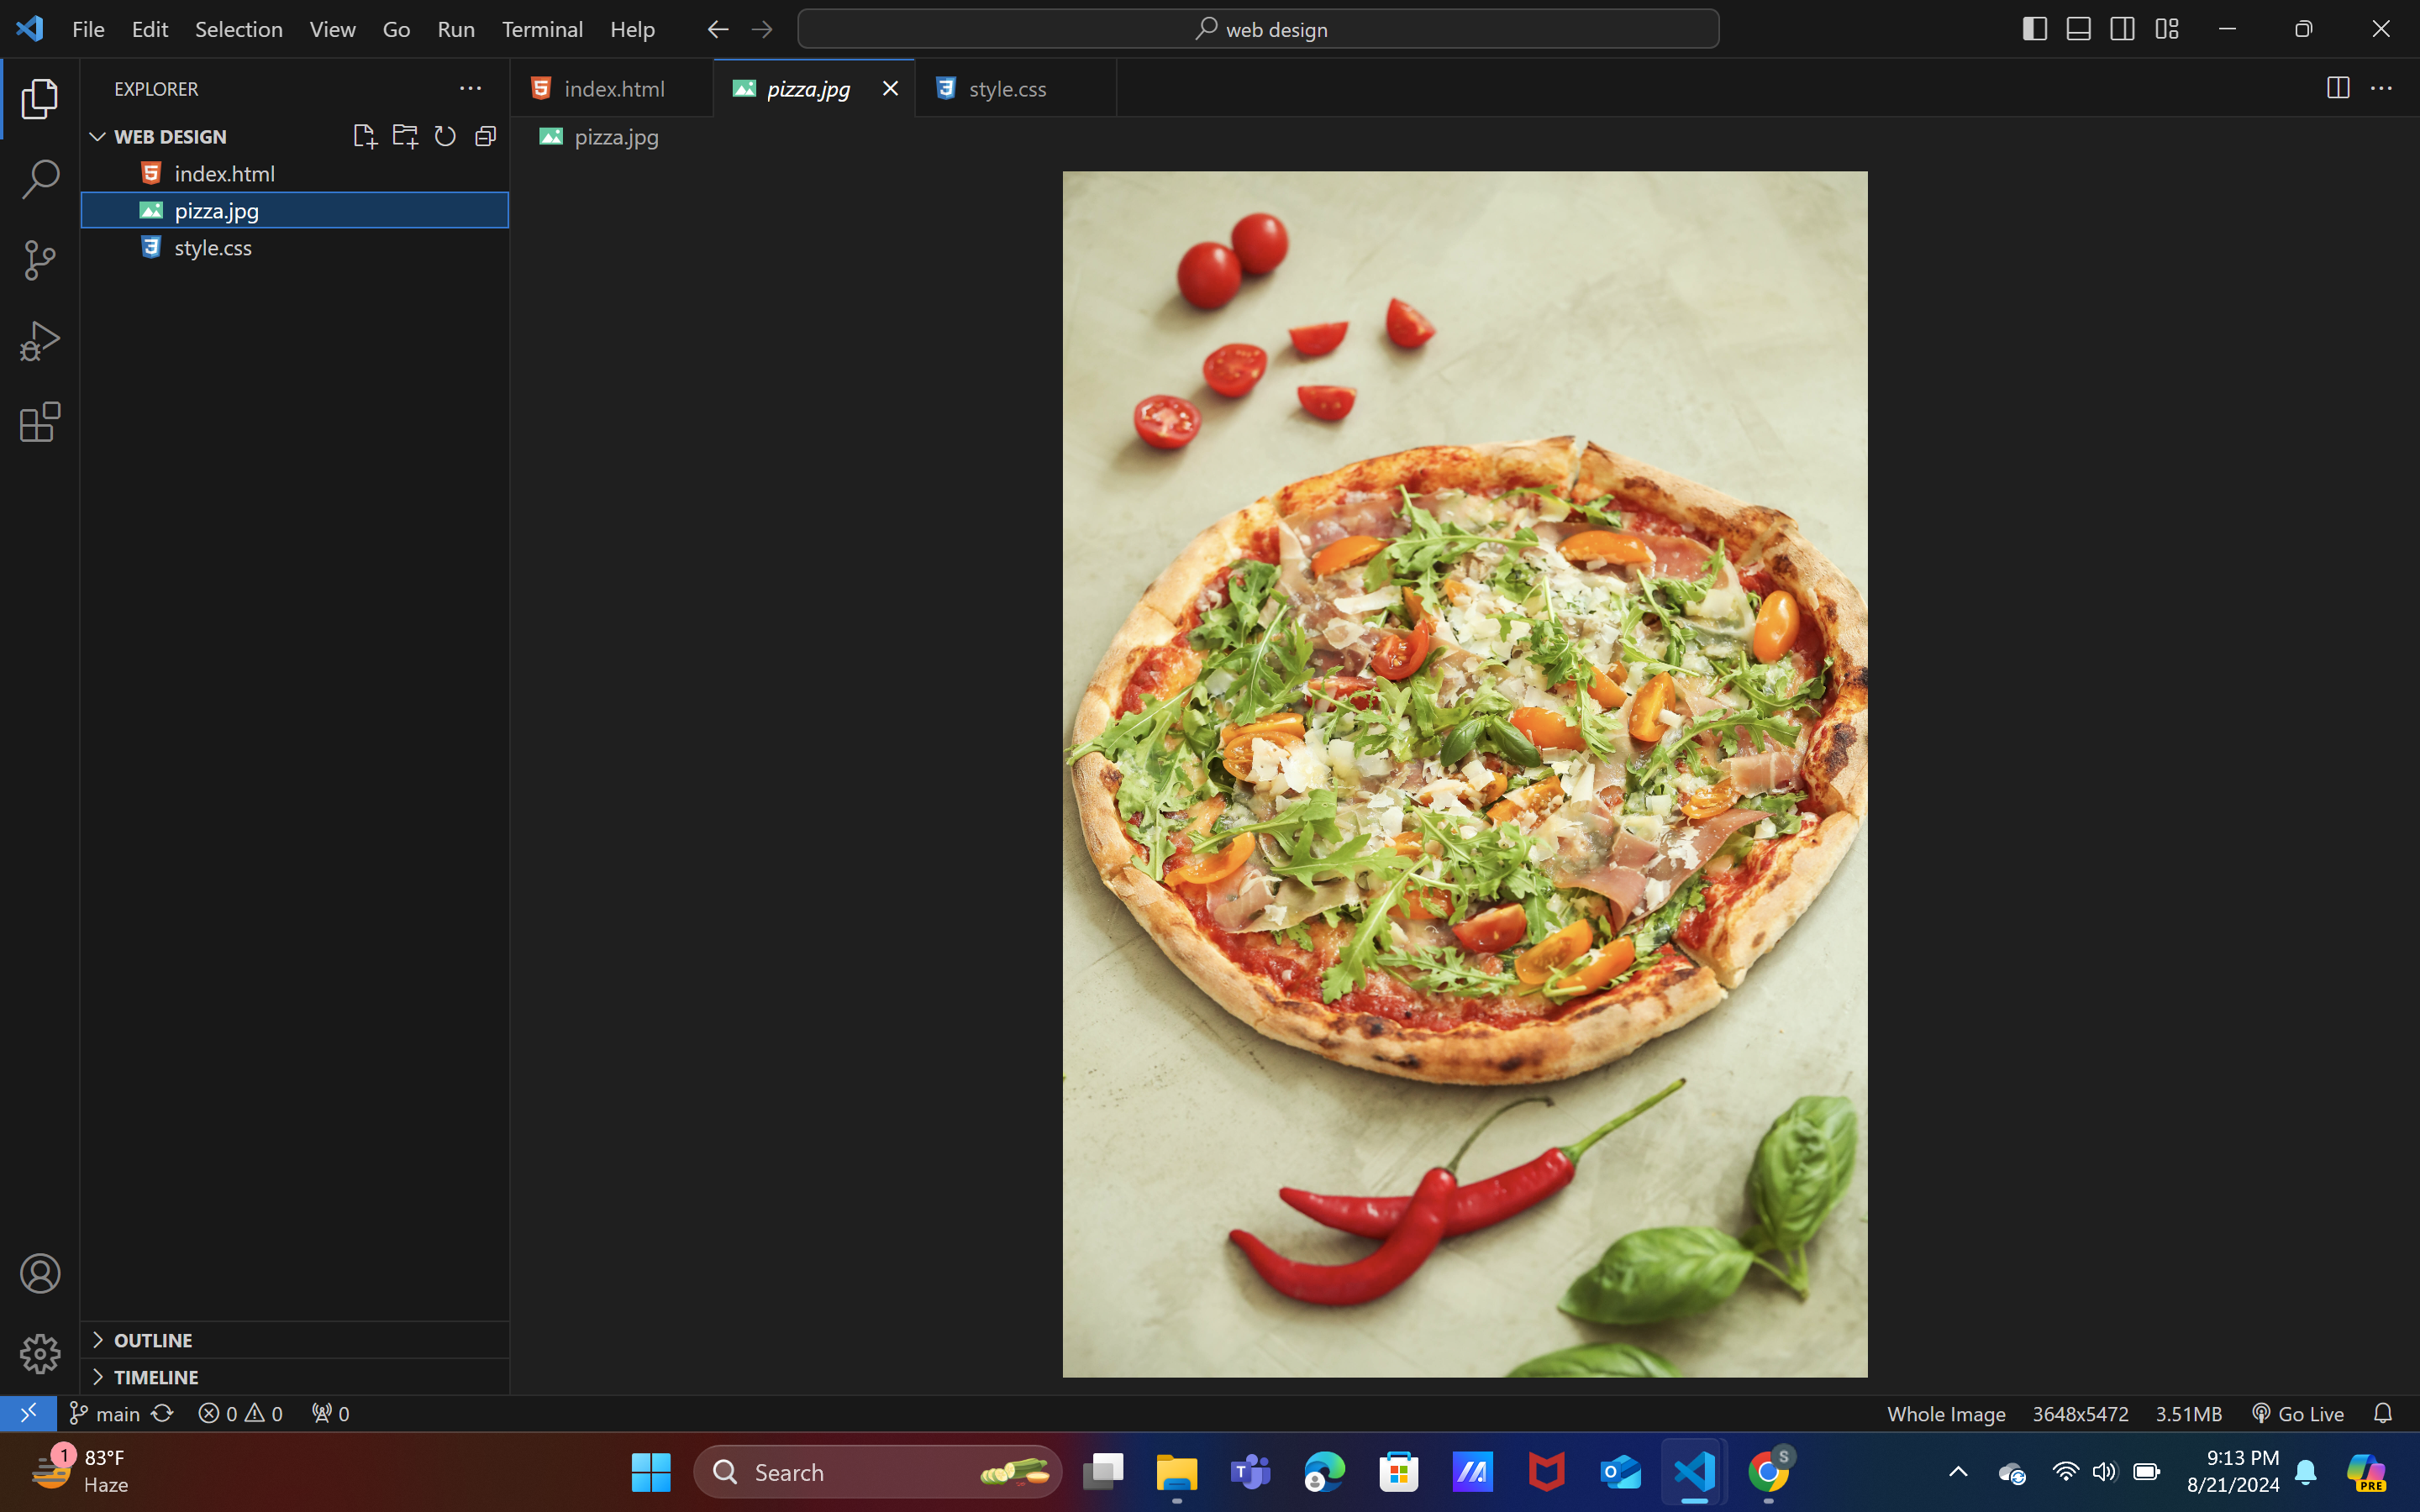 File Edit Selection View Go Run Terminal Help
web design
EXPLORER
WEB DESIGN
index.html
pizza.jpg
style.css
index.html
pizza.jpg
style.css
pizza.jpg
OUTLINE
TIMELINE
main 0 0 0
Whole Image 3648x5472 3.51MB Go Live
1
83°F
Haze
Search
T
O
S
9:13 PM
8/21/2024
PRE